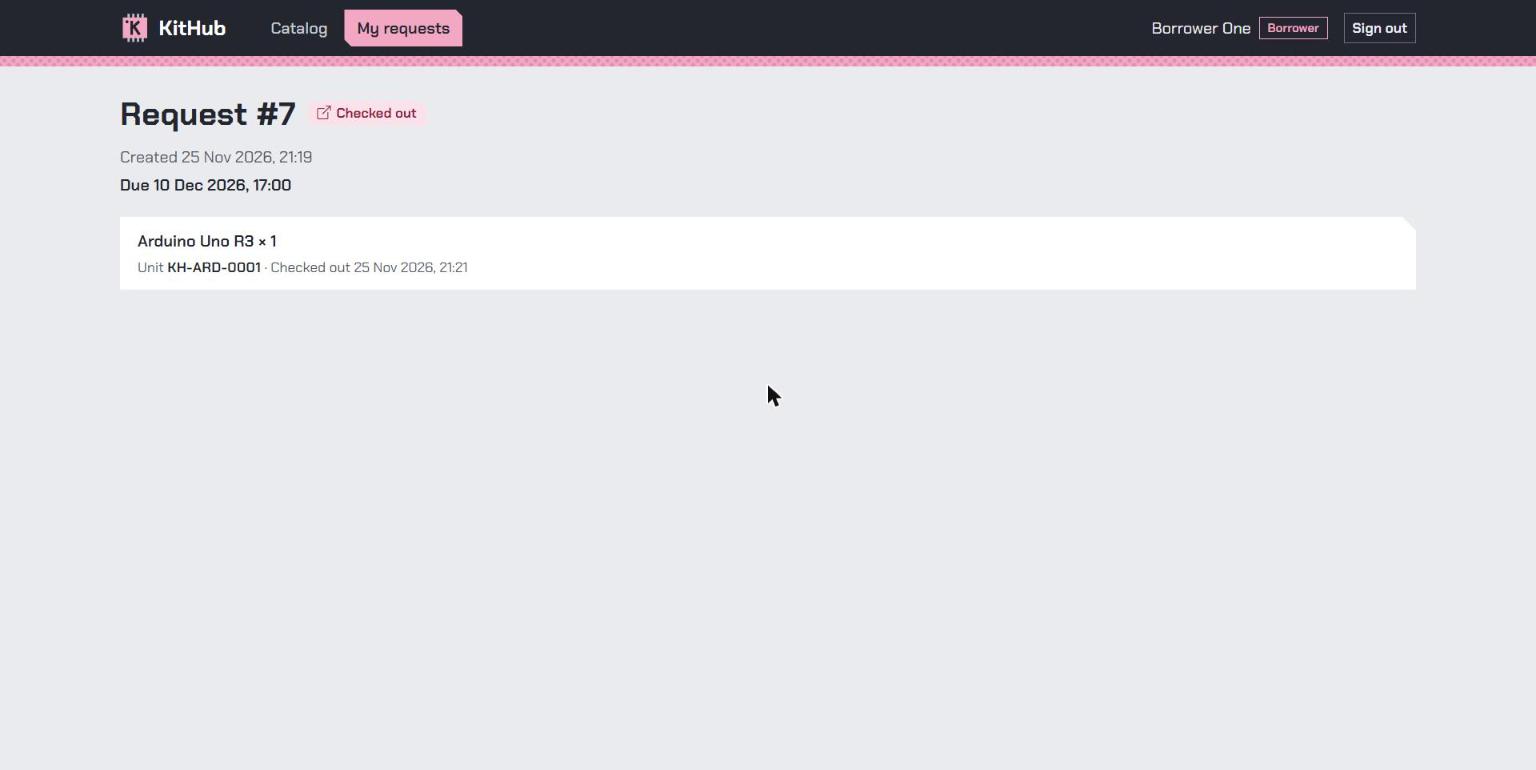 K KitHub Catalog My requests Borrower One Borrower Sign out
Request #7 Checked out
Created 25 Nov 2026, 21:19
Due 10 Dec 2026, 17:00
Arduino Uno R3 × 1
Unit KH-ARD-0001 · Checked out 25 Nov 2026, 21:21